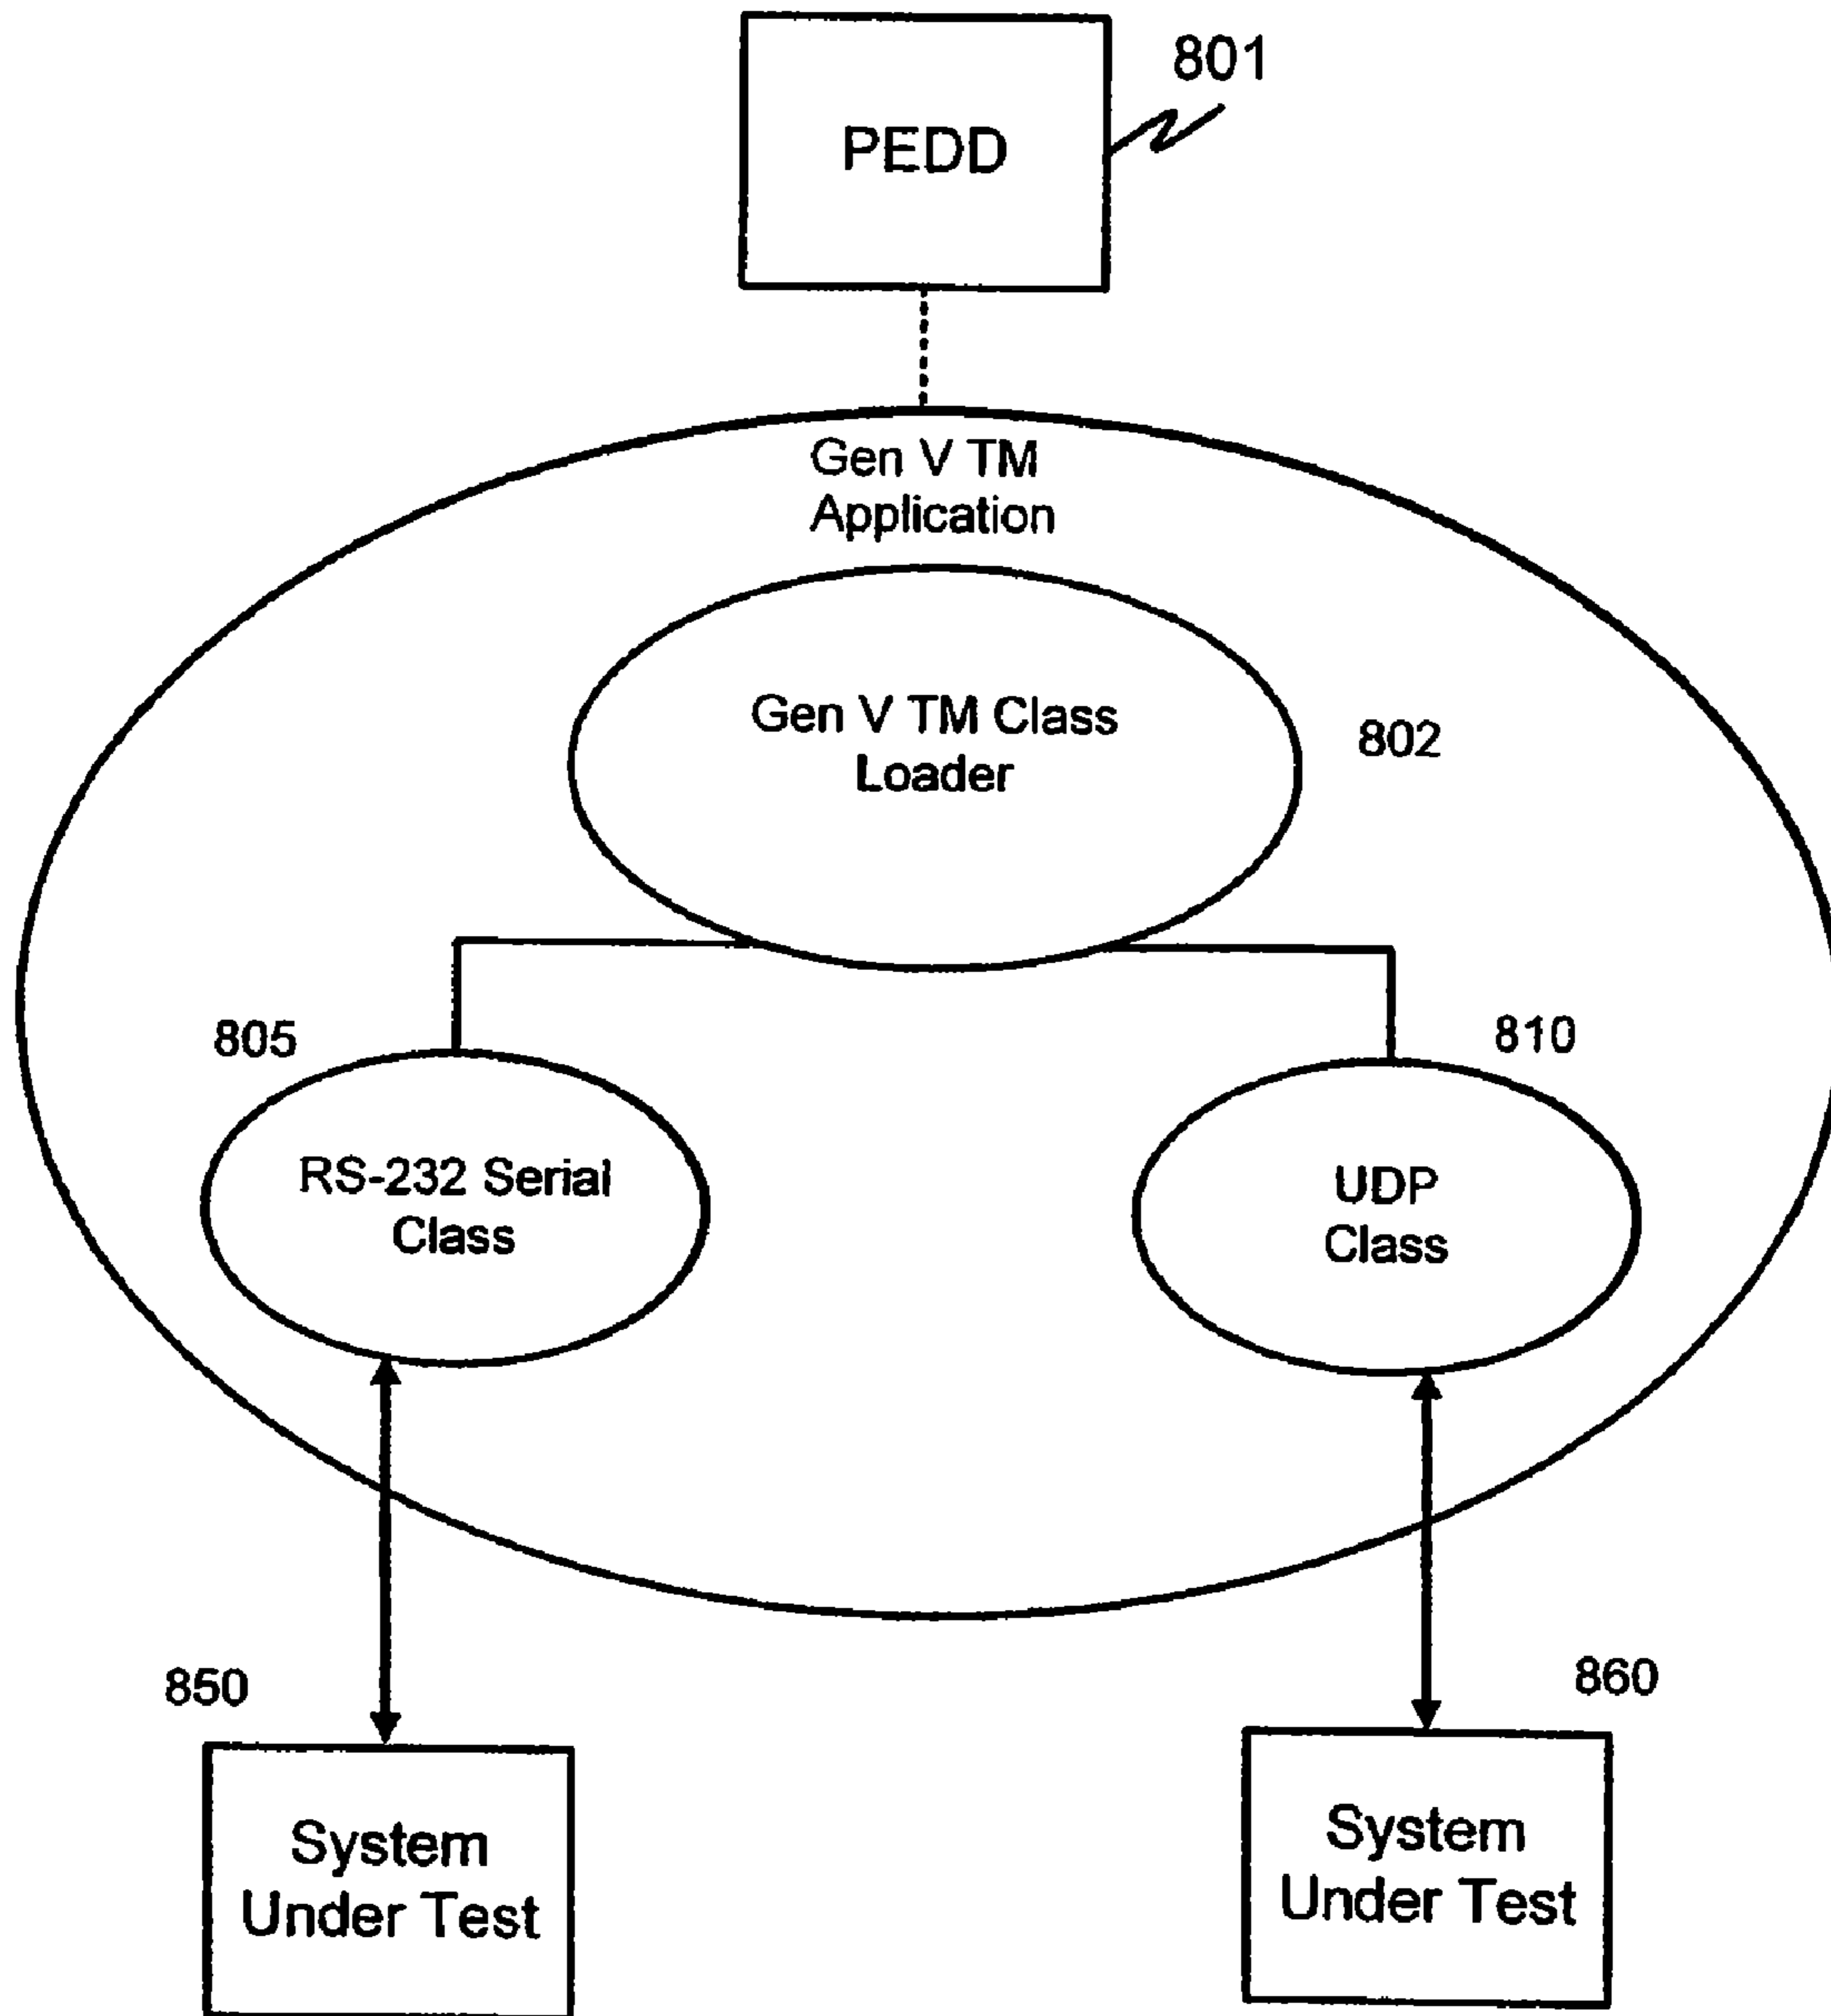 801
PEDD
Gen V TM
Application
Gen V TM Class
Loader
802
805
810
RS-232 Serial
Class
UDP
Class
850
860
System
Under Test
System
Under Test